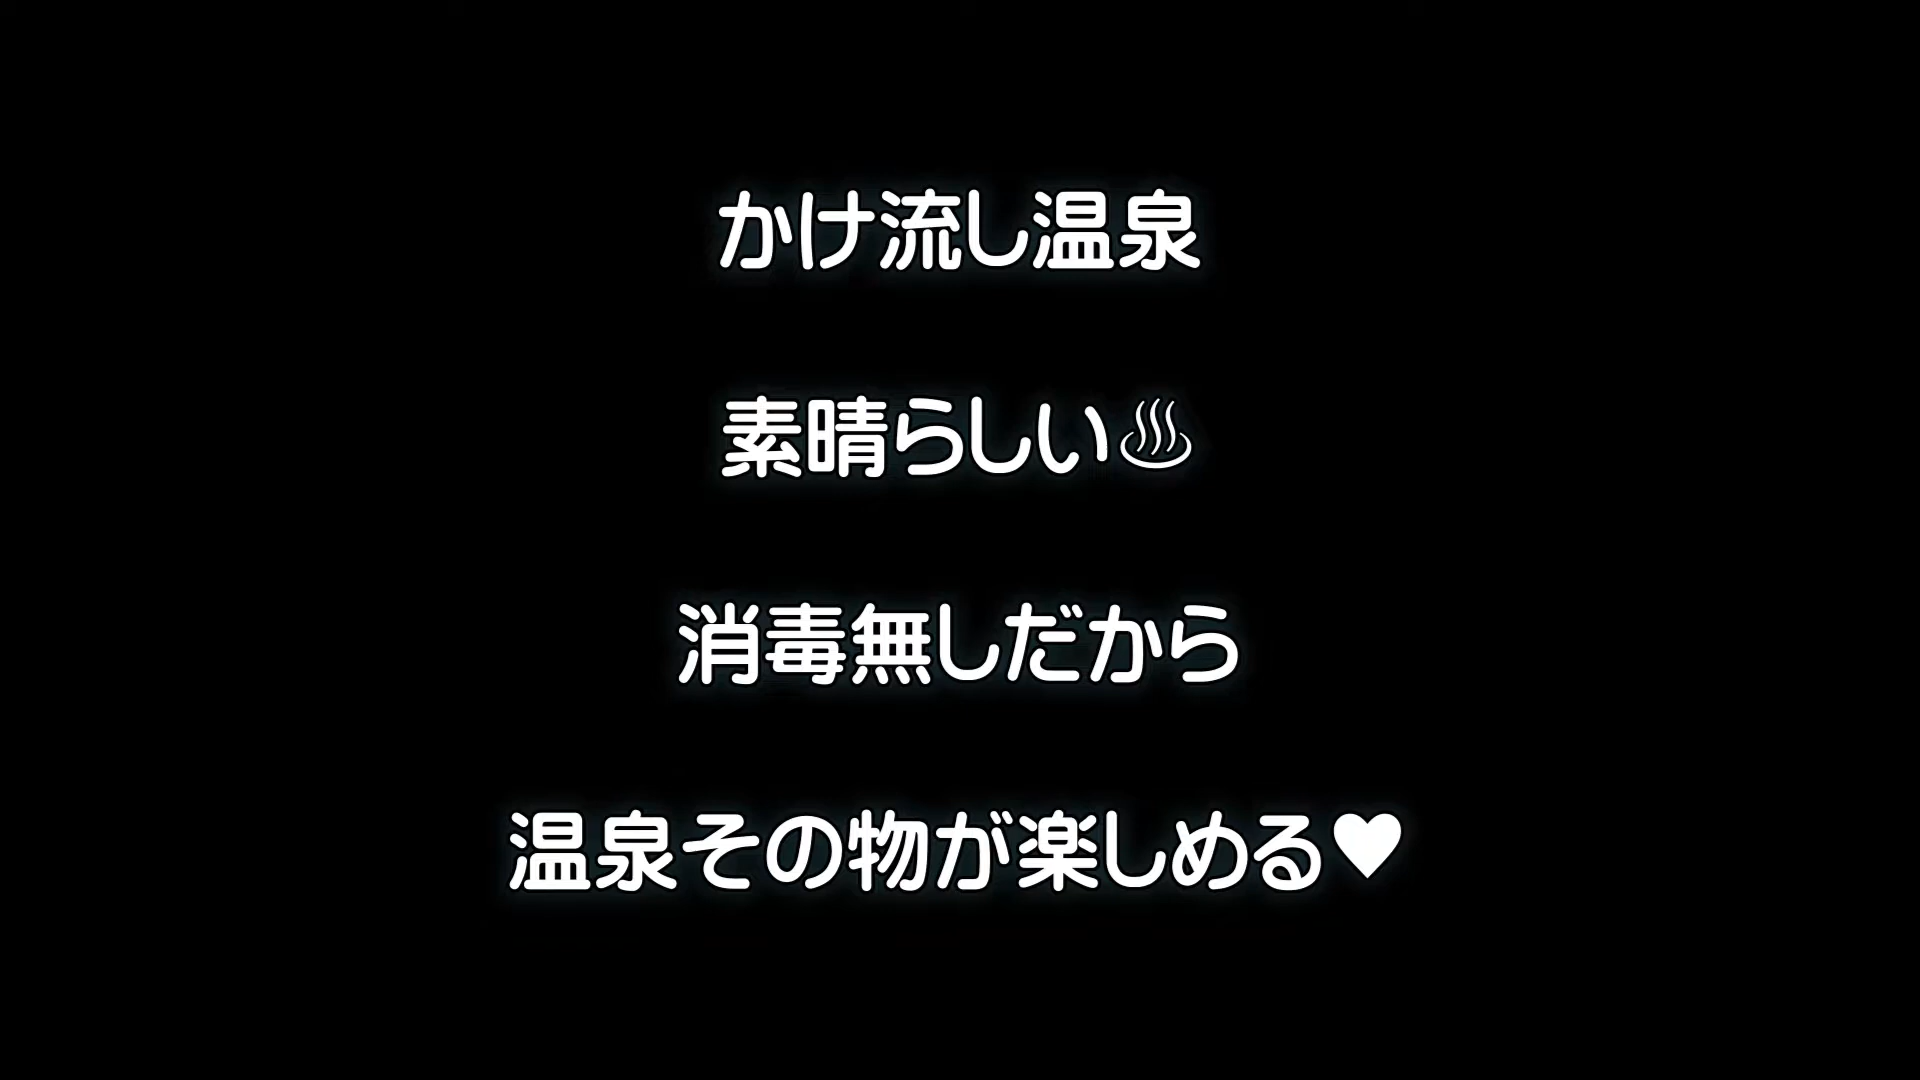 かけ流し温泉
素晴らしい♨
消毒無しだから
温泉その物が楽しめる♥